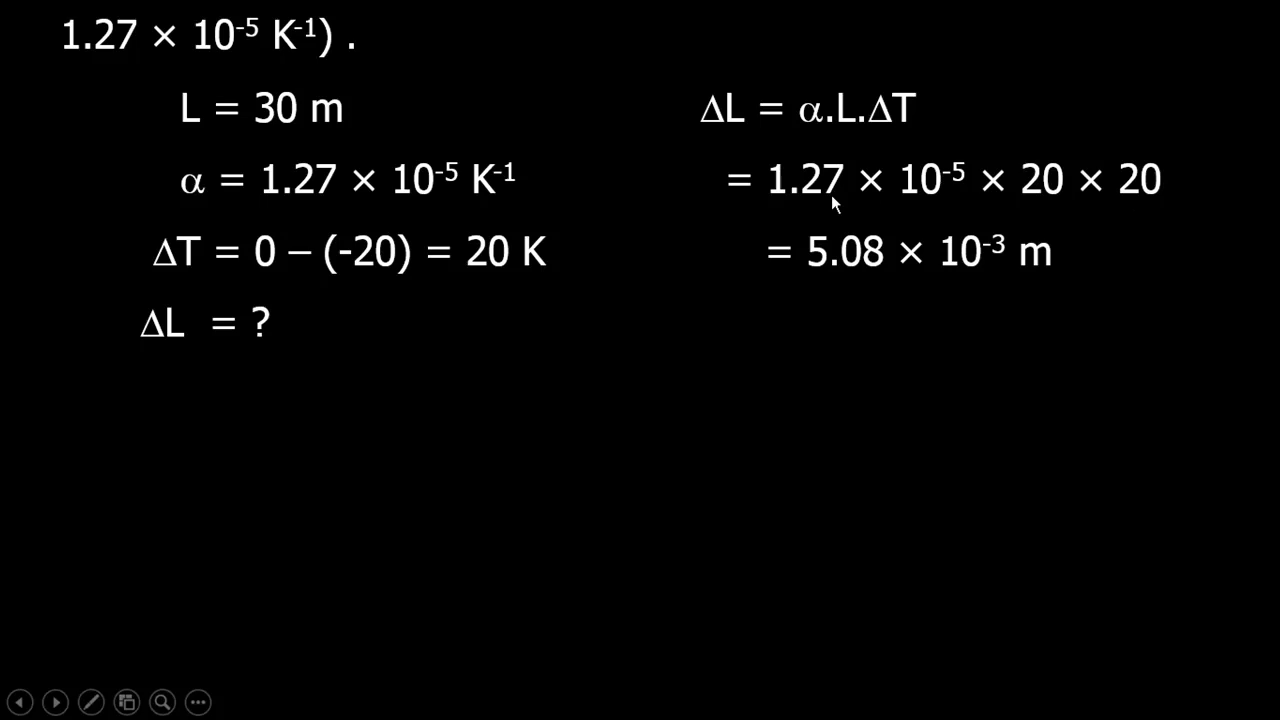 1.27 × 10⁻⁵ K⁻¹) .
L = 30 m
α = 1.27 × 10⁻⁵ K⁻¹
ΔT = 0 – (-20) = 20 K
ΔL = ?
ΔL = α.L.ΔT
= 1.27 × 10⁻⁵ × 20 × 20
= 5.08 × 10⁻³ m